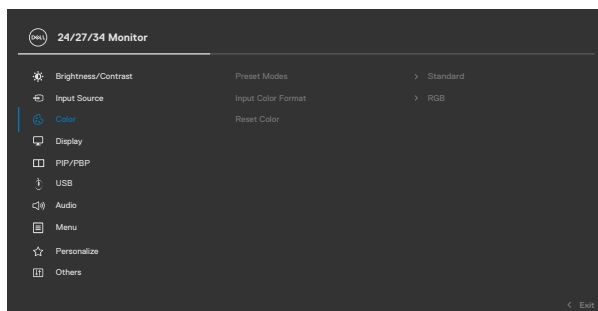 DELL 24/27/34 Monitor
Brightness/Contrast Preset Modes > Standard
Input Source Input Color Format > RGB
Color Reset Color
Display
PIP/PBP
USB
Audio
Menu
Personalize
Others
< Exit